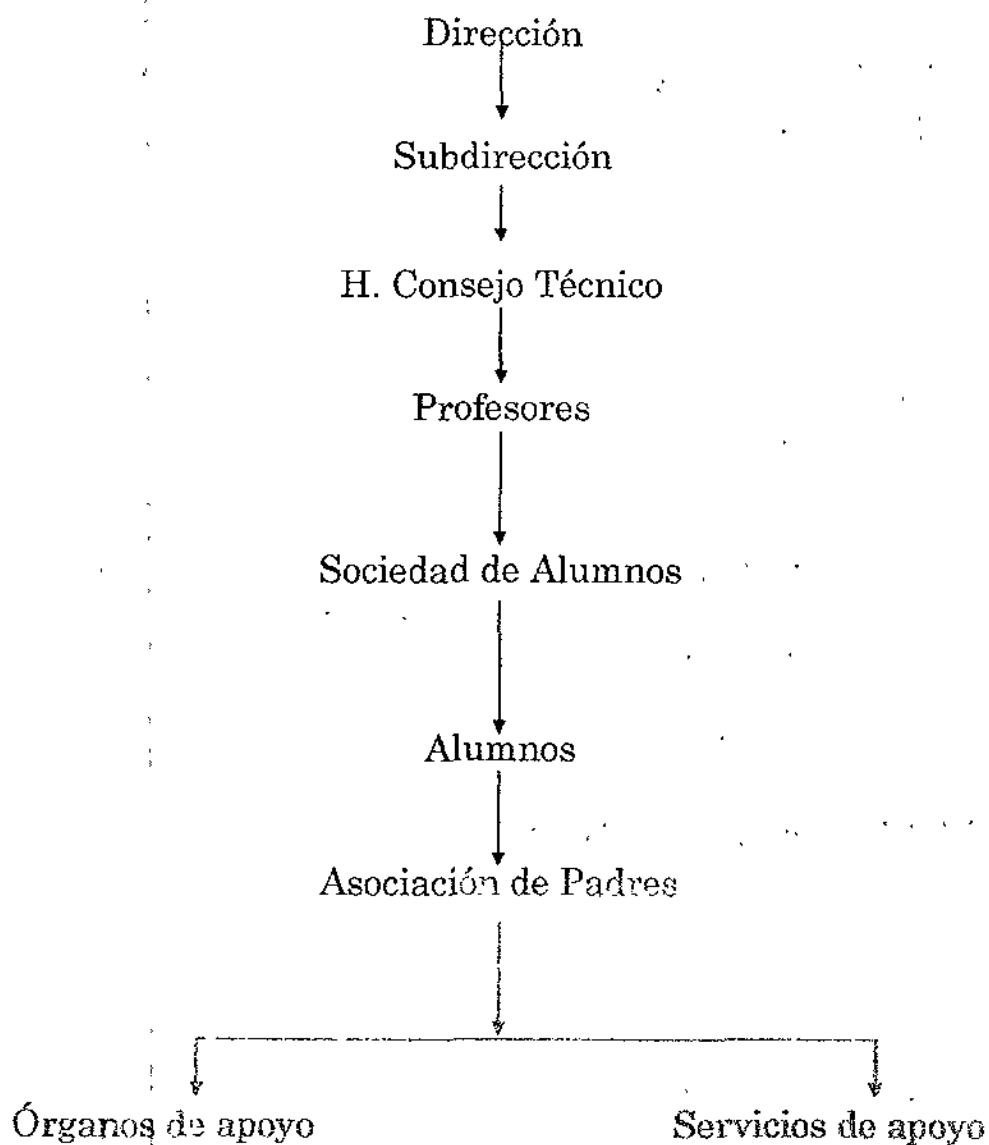 Dirección
Subdirección
H. Consejo Técnico
Profesores
Sociedad de Alumnos
Alumnos
Asociación de Padres
Órganos de apoyo
Servicios de apoyo